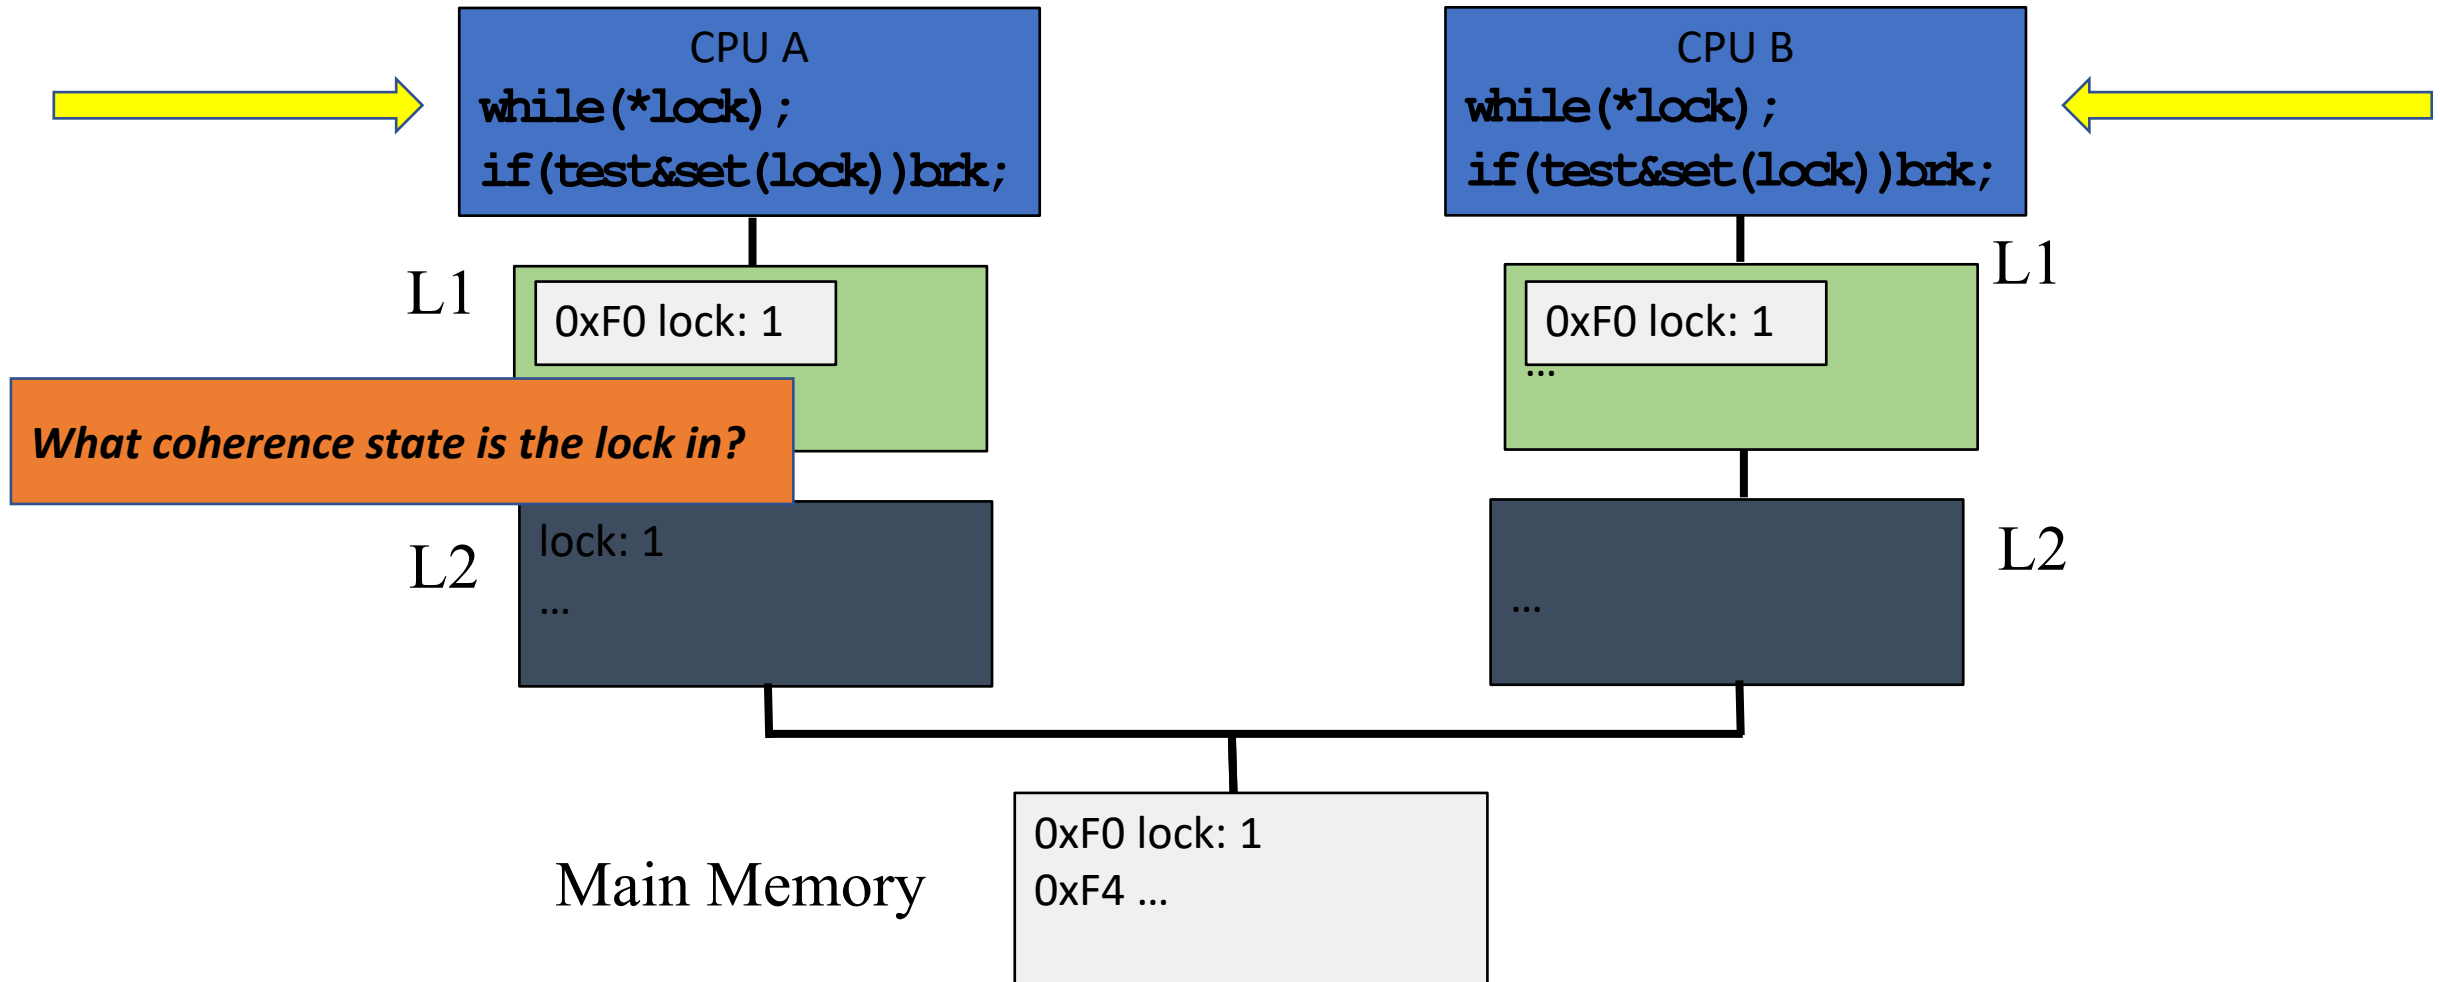 CPU A
while(*lock);
if(test&set(lock))brk;
CPU B
while(*lock);
if(test&set(lock))brk;
L1
0xF0 lock: 1
L1
0xF0 lock: 1
...
What coherence state is the lock in?
L2
lock: 1
...
L2
...
Main Memory
0xF0 lock: 1
0xF4 ...